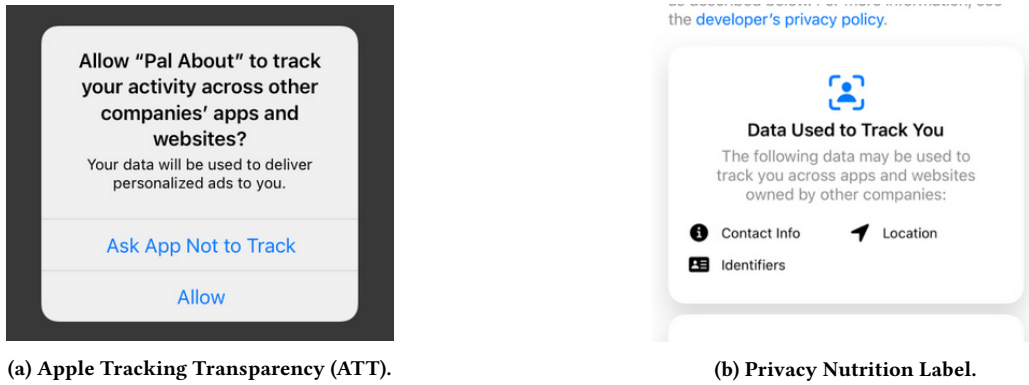 Allow “Pal About” to track
your activity across other
companies’ apps and
websites?
Your data will be used to deliver
personalized ads to you.
Ask App Not to Track
Allow
(a) Apple Tracking Transparency (ATT).
the developer’s privacy policy.
Data Used to Track You
The following data may be used to
track you across apps and websites
owned by other companies:
Contact Info
Location
Identifiers
(b) Privacy Nutrition Label.